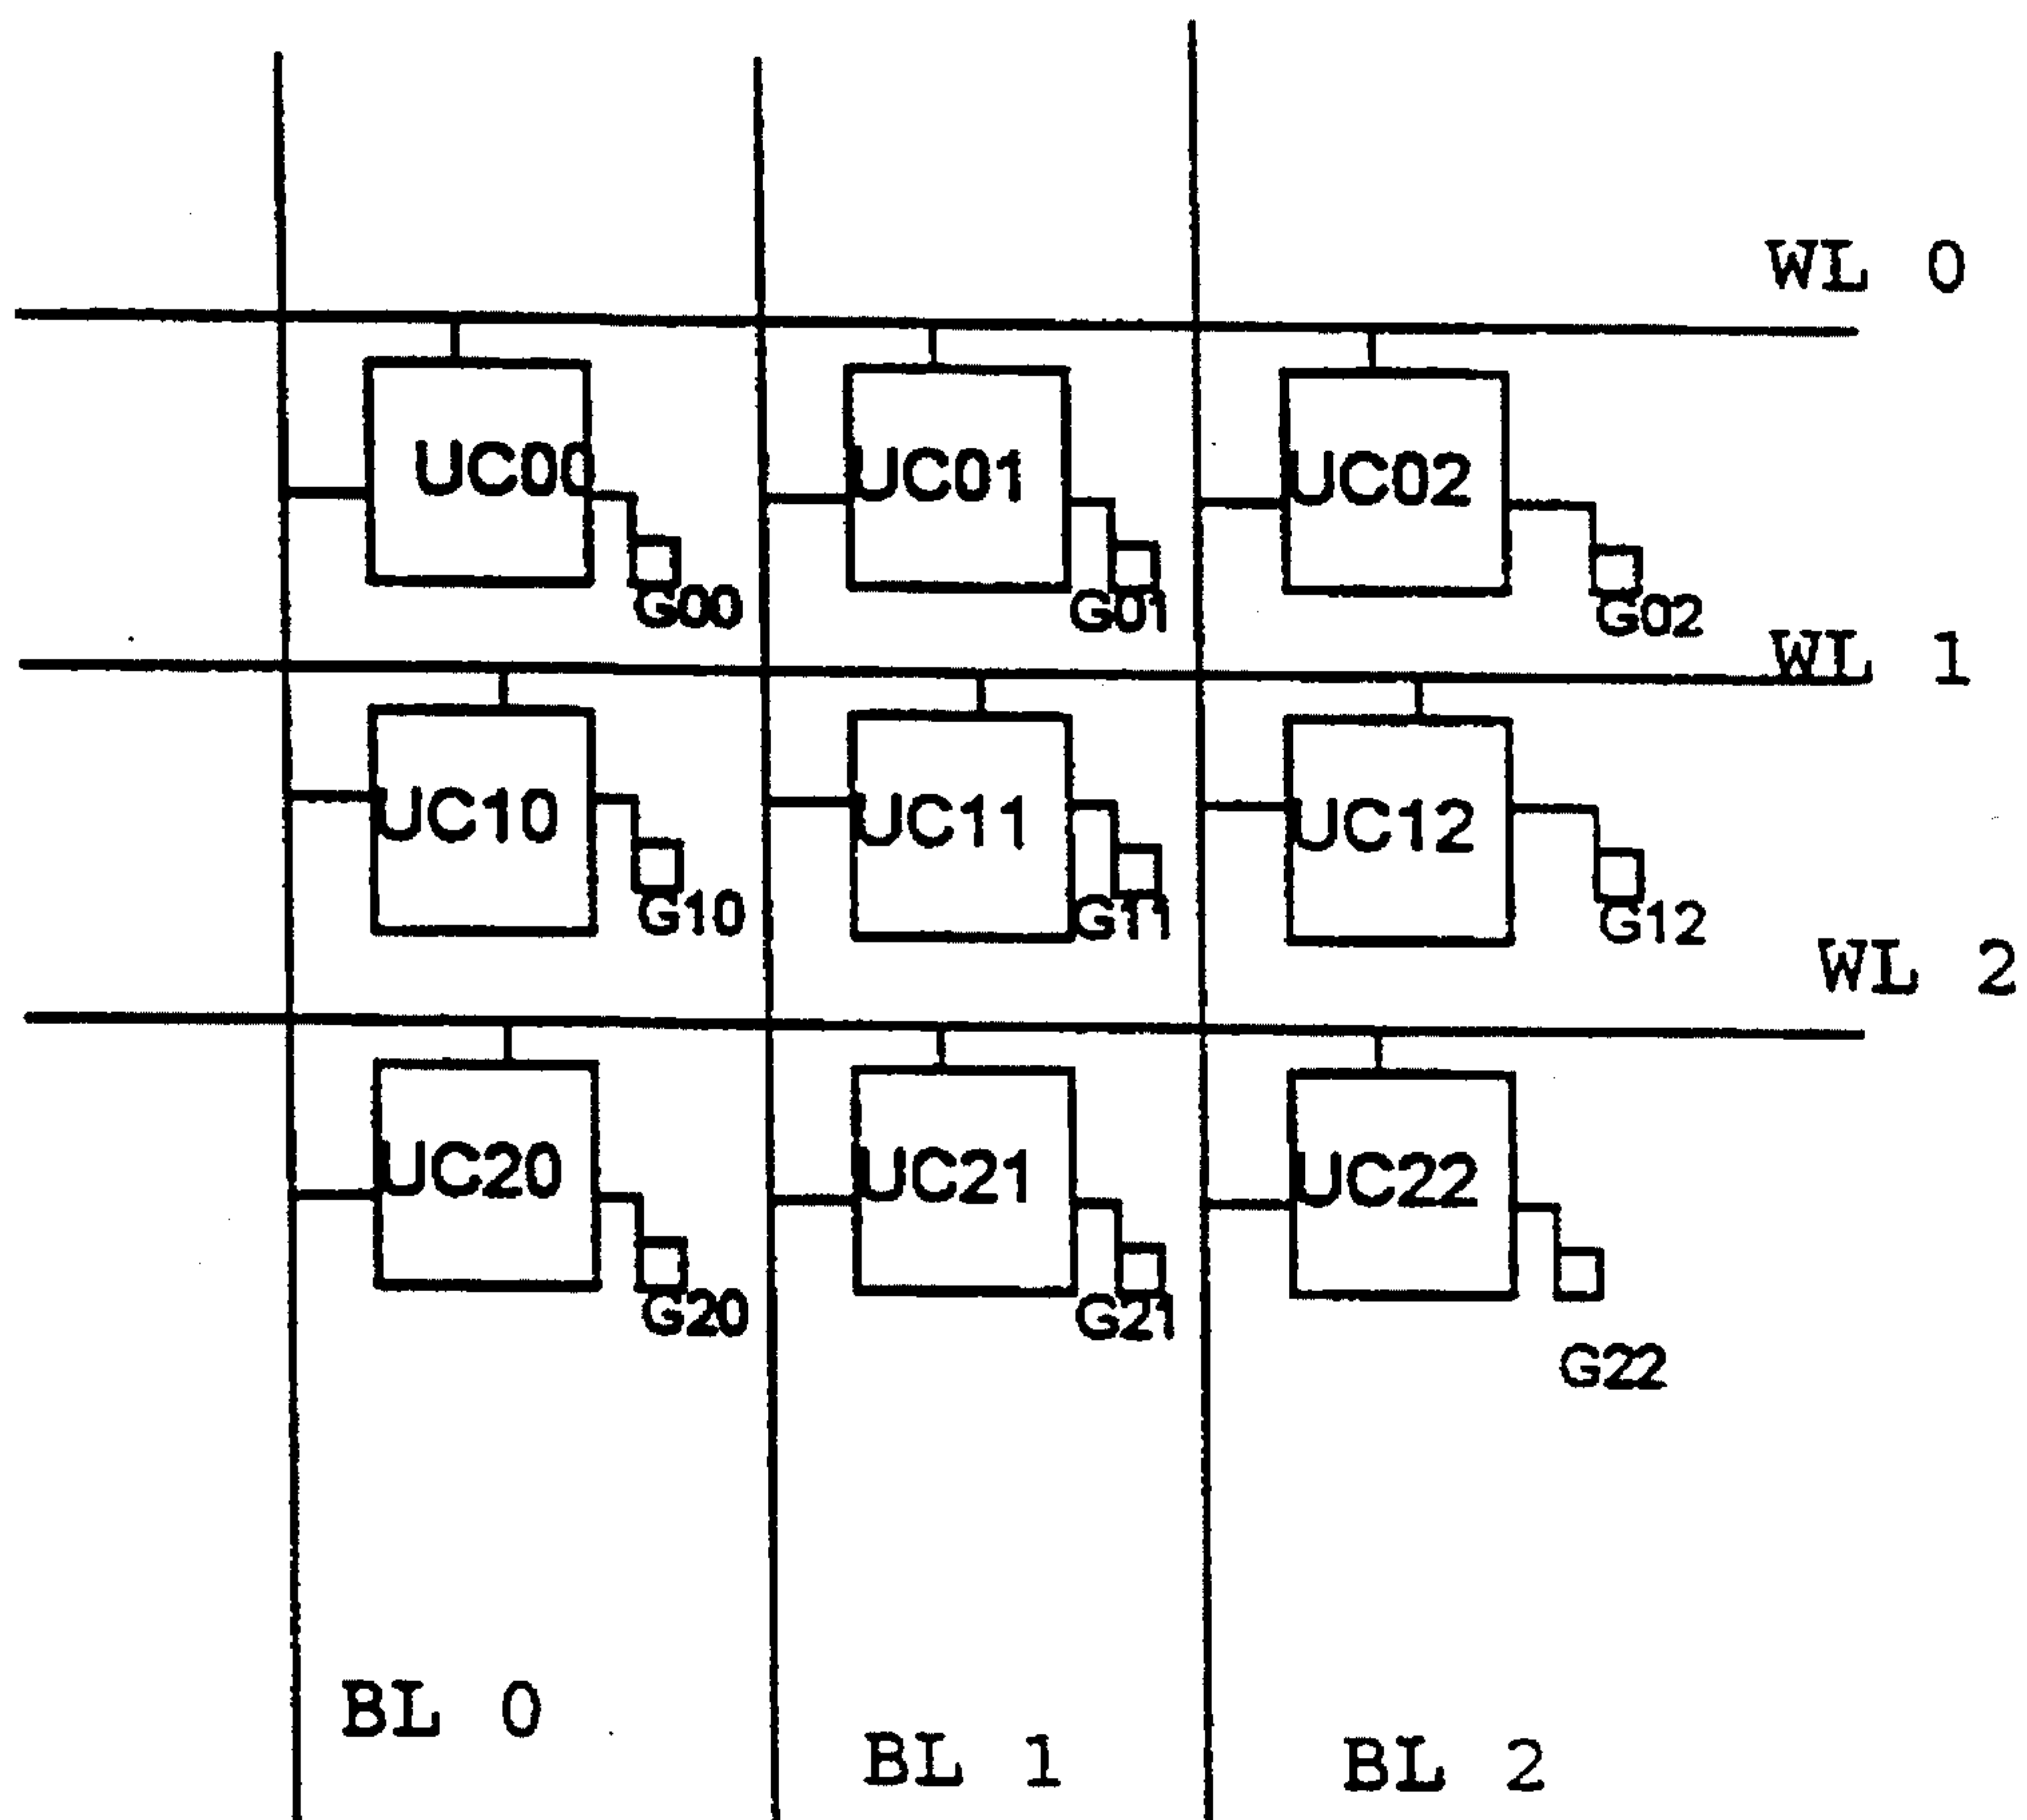 WL 0
UC00 UC01 UC02
G00 G01 G02
WL 1
UC10 UC11 UC12
G10 G11 G12
WL 2
UC20 UC21 UC22
G20 G21
G22
BL 0
BL 1 BL 2